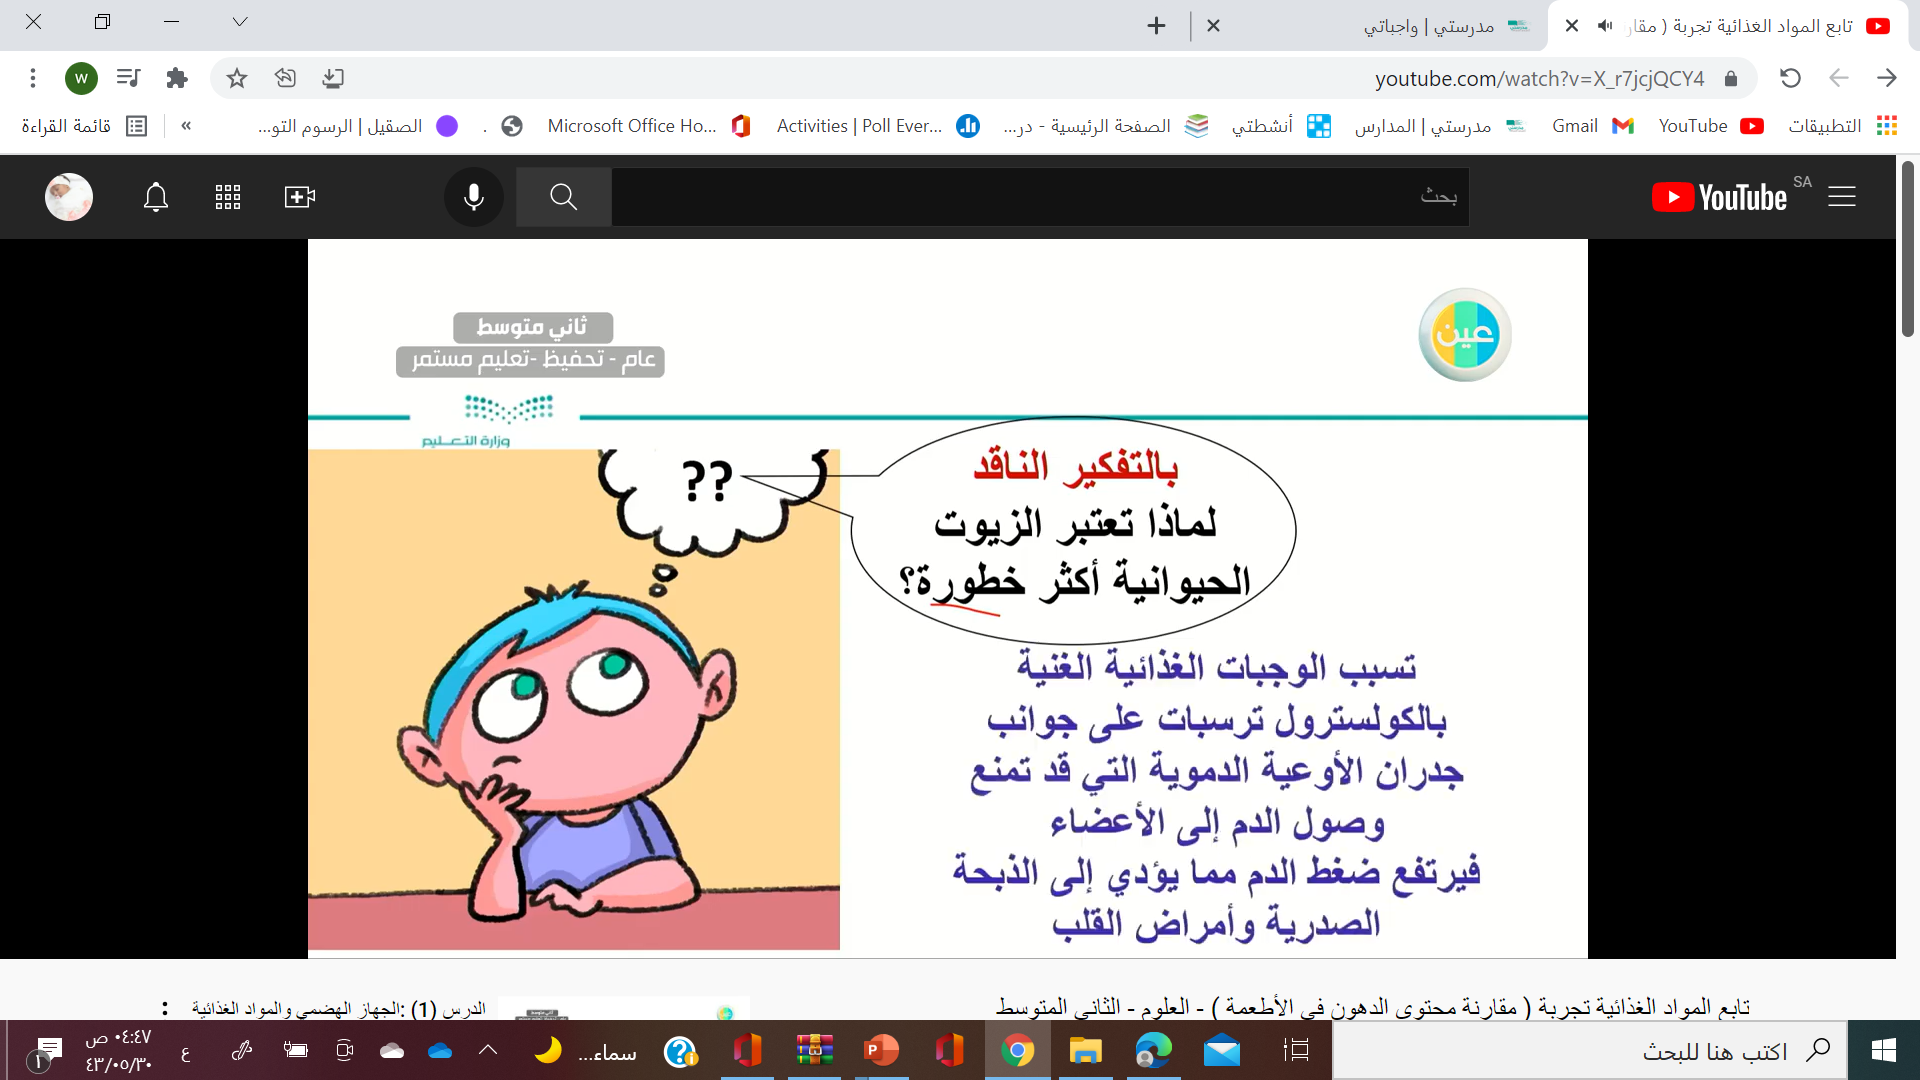 تابع المواد الغذائية تجربة ( مقار
مدرستي | واجباتي
youtube.com/watch?v=X_r7jcjQCY4
W
التطبيقات
YouTube
Gmail
مدرستي | المدارس
أنشطتي
الصفحة الرئيسية - در...
Activities | Poll Ever...
Microsoft Office Ho...
.
الصقيل | الرسوم التو...
»
قائمة القراءة
YouTube SA
بحث
ثاني متوسط
عام - تحفيظ -تعليم مستمر
عين
وزارة التعليم
??
بالتفكير الناقد
لماذا تعتبر الزيوت
الحيوانية أكثر خطورة؟
تسبب الوجبات الغذائية الغنية
بالكولسترول ترسبات على جوانب
جدران الأوعية الدموية التي قد تمنع
وصول الدم إلى الأعضاء
فيرتفع ضغط الدم مما يؤدي إلى الذبحة
الصدرية وأمراض القلب
تابع المواد الغذائية تجربة ( مقارنة محتوى الدهون في الأطعمة ) - العلوم - الثاني المتوسط
الدرس (1) :الجهاز الهضمي والمواد الغذائية
اكتب هنا للبحث
سماء...
ع
٠٤:٤٧ ص
٤٣/٠٥/٣٠
١